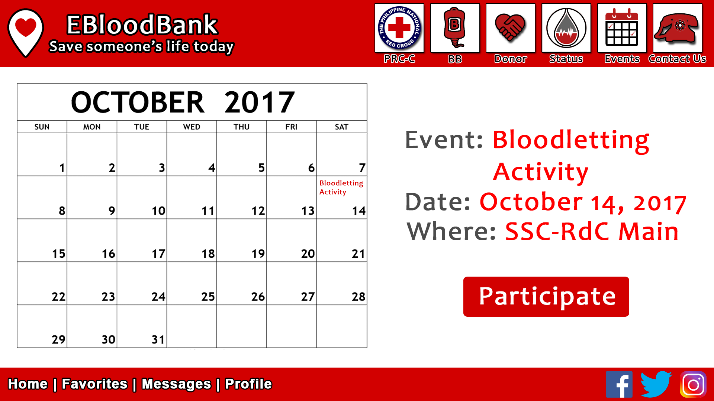 EBloodBank
Save someone's life today
PRC-C BB Donor Status Events Contact Us
OCTOBER 2017
SUN MON TUE WED THU FRI SAT
1 2 3 4 5 6 7
Bloodletting
Activity
8 9 10 11 12 13 14
15 16 17 18 19 20 21
22 23 24 25 26 27 28
29 30 31
Event: Bloodletting
Activity
Date: October 14, 2017
Where: SSC-RdC Main
Participate
Home | Favorites | Messages | Profile